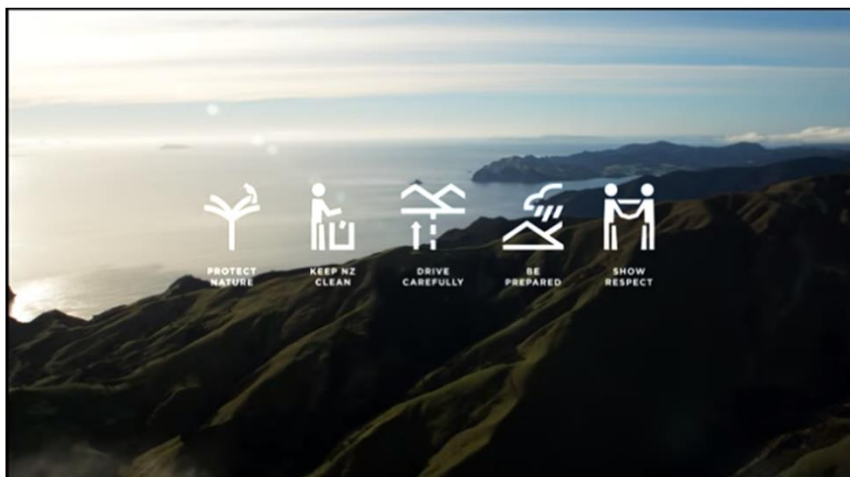 PROTECT
NATURE
KEEP NZ
CLEAN
DRIVE
CAREFULLY
BE
PREPARED
SHOW
RESPECT